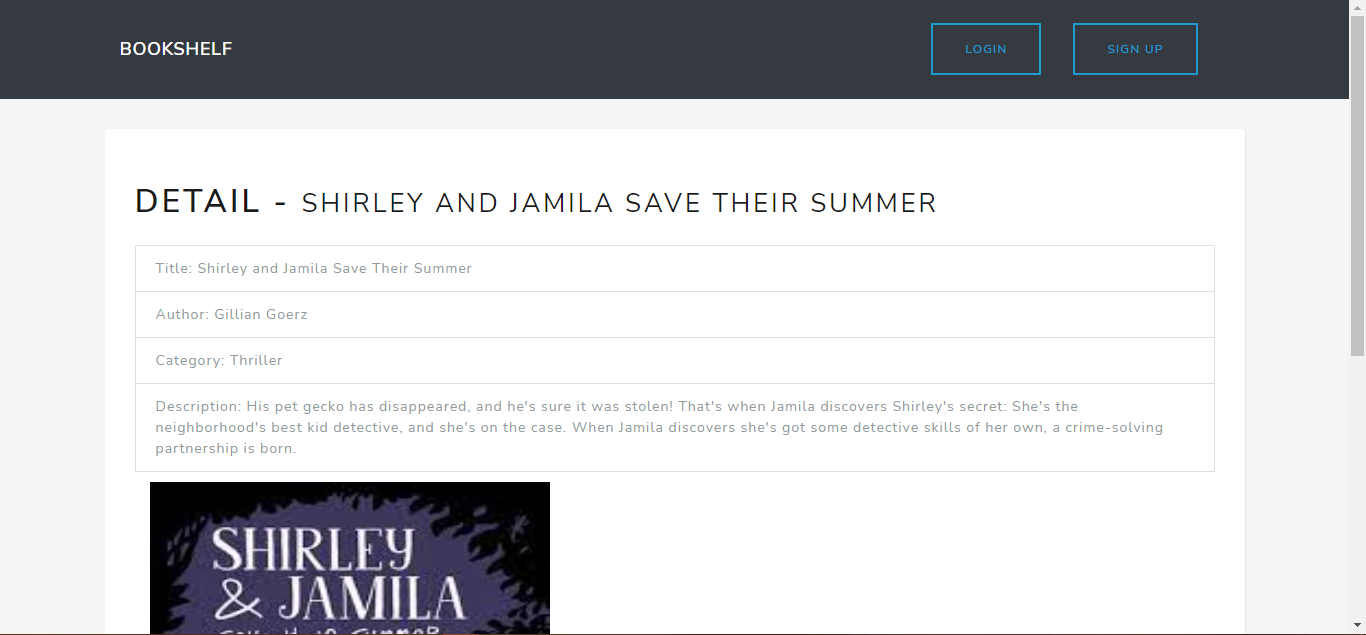 BOOKSHELF
LOGIN
SIGN UP
DETAIL - SHIRLEY AND JAMILA SAVE THEIR SUMMER
Title: Shirley and Jamila Save Their Summer
Author: Gillian Goerz
Category: Thriller
Description: His pet gecko has disappeared, and he's sure it was stolen! That's when Jamila discovers Shirley's secret: She's the
neighborhood's best kid detective, and she's on the case. When Jamila discovers she's got some detective skills of her own, a crime-solving
partnership is born.
SHIRLEY
& JAMILA